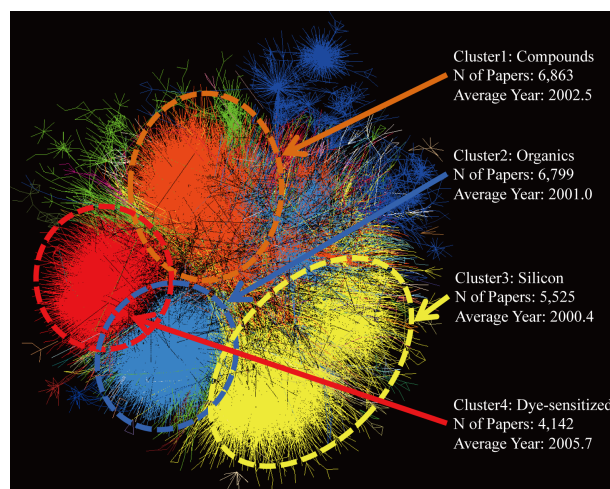 Cluster1: Compounds
N of Papers: 6,863
Average Year: 2002.5
Cluster2: Organics
N of Papers: 6,799
Average Year: 2001.0
Cluster3: Silicon
N of Papers: 5,525
Average Year: 2000.4
Cluster4: Dye-sensitized
N of Papers: 4,142
Average Year: 2005.7